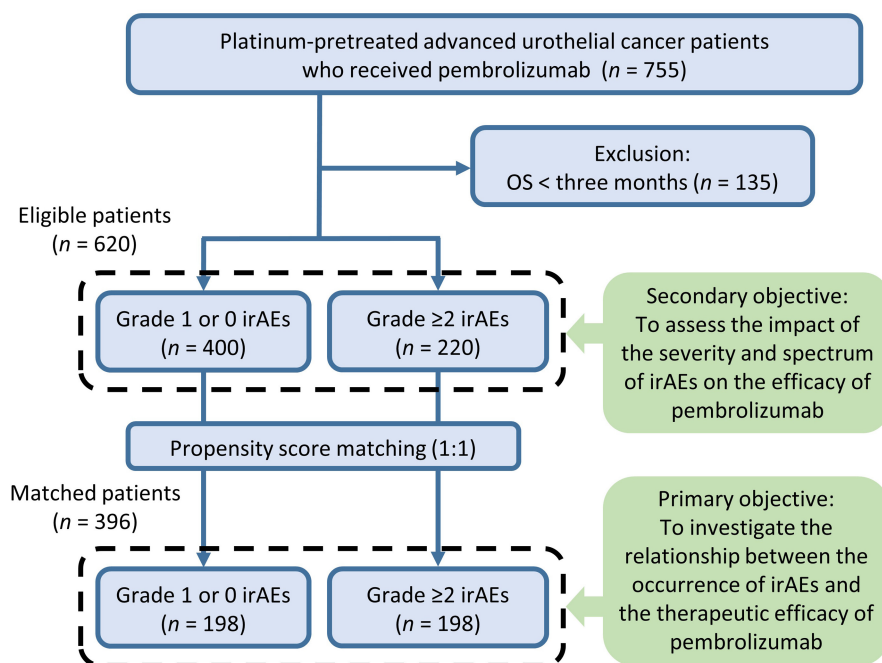 Platinum-pretreated advanced urothelial cancer patients
who received pembrolizumab (n = 755)
Exclusion:
OS < three months (n = 135)
Eligible patients
(n = 620)
Grade 1 or 0 irAEs
(n = 400)
Grade ≥2 irAEs
(n = 220)
Secondary objective:
To assess the impact of
the severity and spectrum
of irAEs on the efficacy of
pembrolizumab
Propensity score matching (1:1)
Matched patients
(n = 396)
Grade 1 or 0 irAEs
(n = 198)
Grade ≥2 irAEs
(n = 198)
Primary objective:
To investigate the
relationship between the
occurrence of irAEs and
the therapeutic efficacy of
pembrolizumab